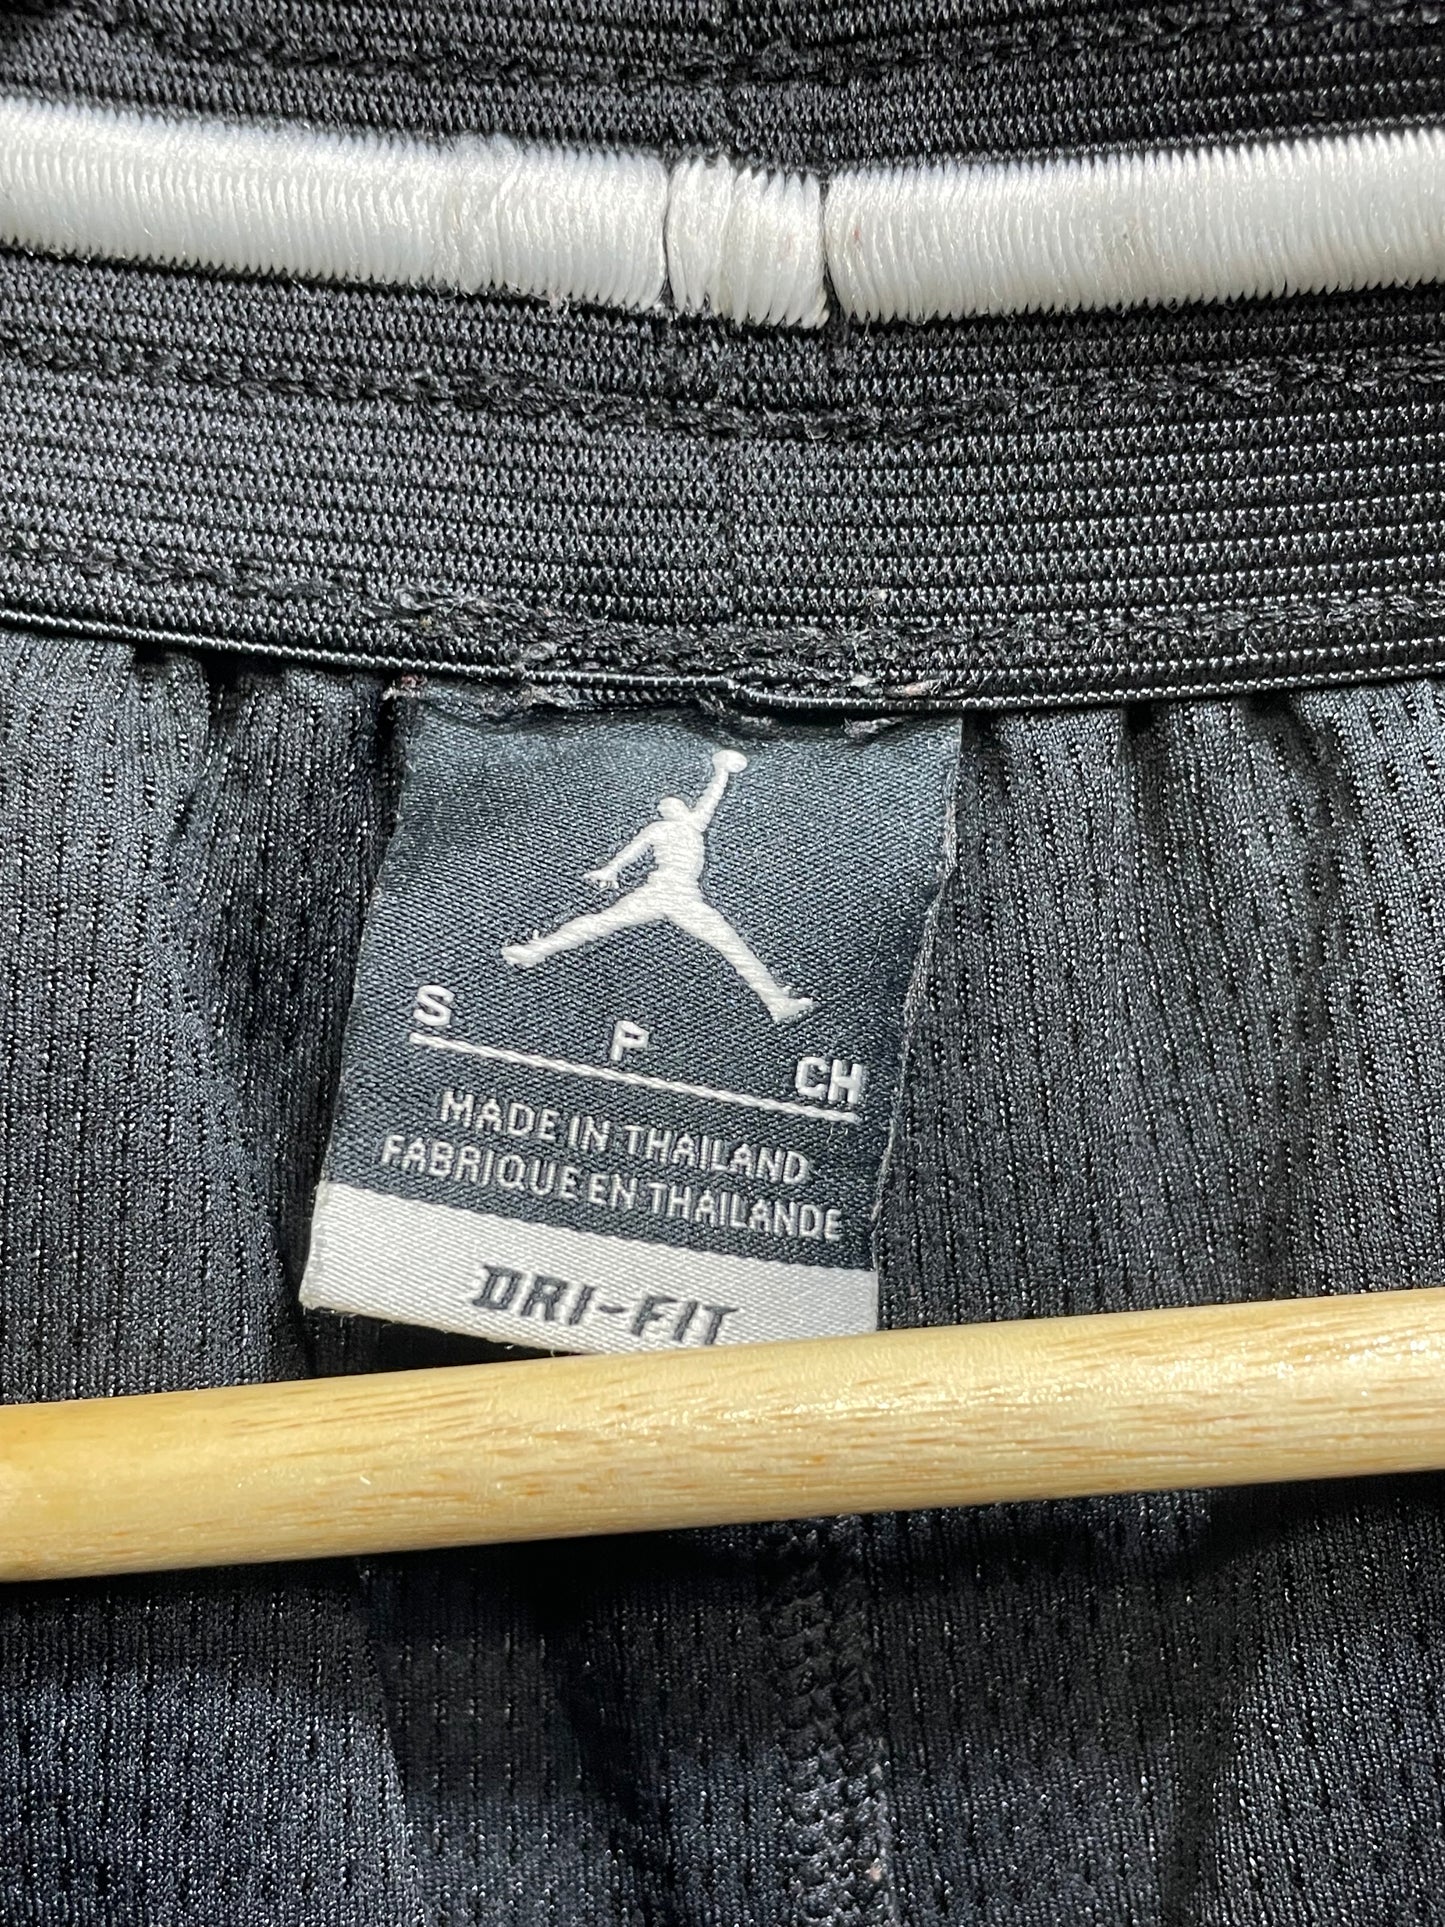 S P CH
MADE IN THAILAND
FABRIQUE EN THAILANDE
DRI-FIT